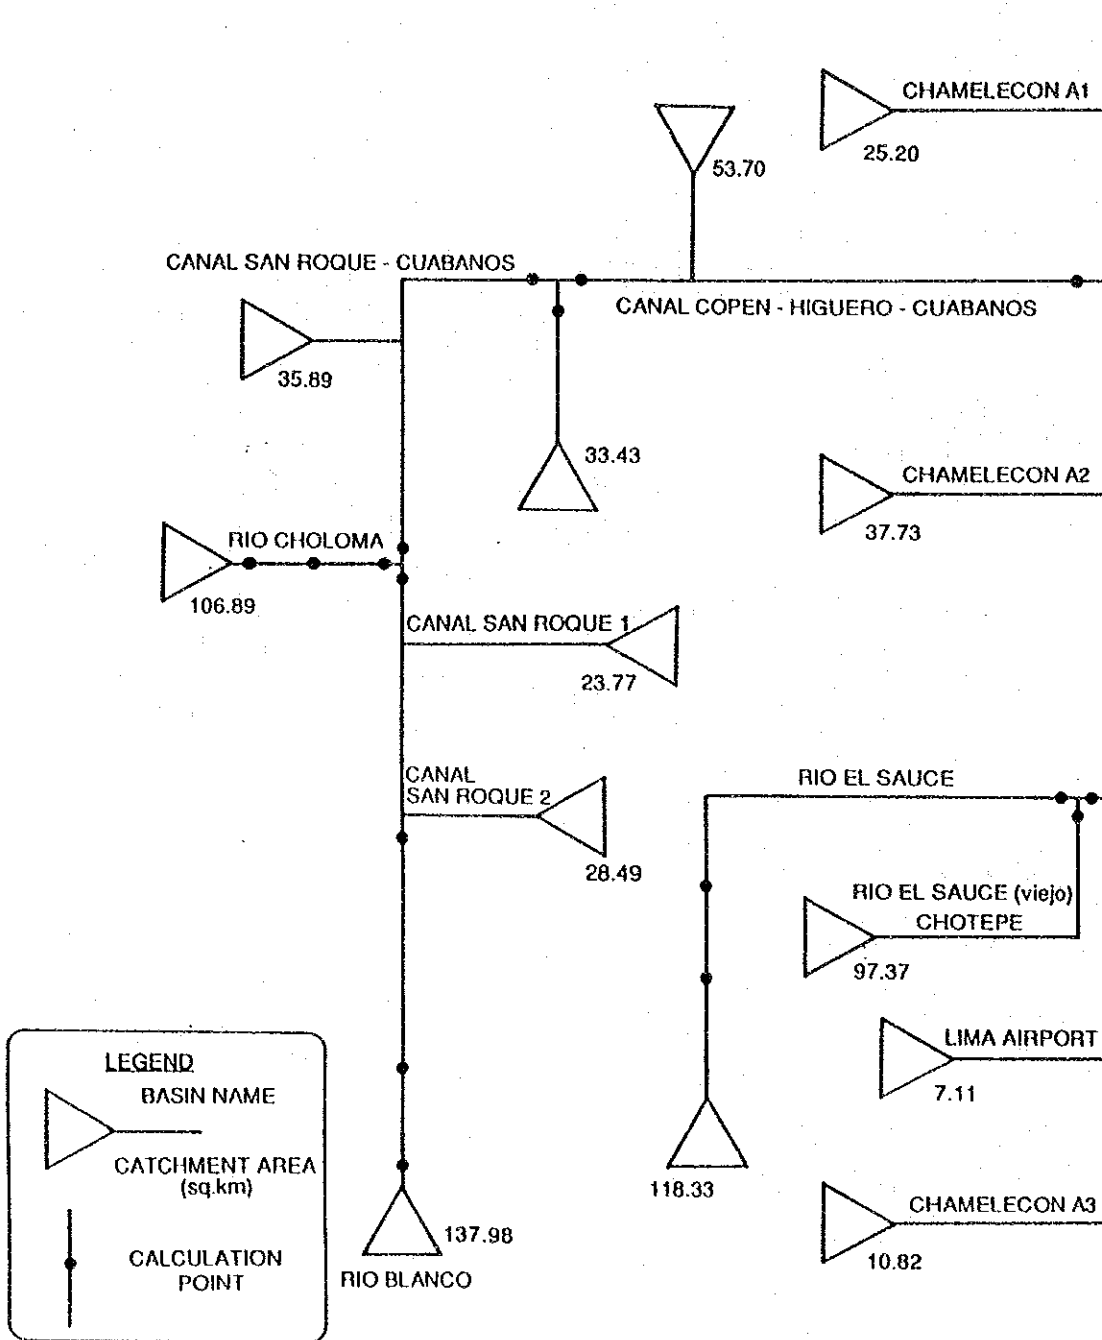 CHAMELECON A1
25.20
53.70
CANAL SAN ROQUE - CUABANOS
CANAL COPEN - HIGUERO - CUABANOS
35.89
33.43
CHAMELECON A2
37.73
RIO CHOLOMA
106.89
CANAL SAN ROQUE 1
23.77
CANAL
SAN ROQUE 2
28.49
RIO EL SAUCE
RIO EL SAUCE (viejo)
CHOTEPE
97.37
LIMA AIRPORT
7.11
118.33
CHAMELECON A3
10.82
137.98
RIO BLANCO
LEGEND
BASIN NAME
CATCHMENT AREA
(sq.km)
CALCULATION
POINT